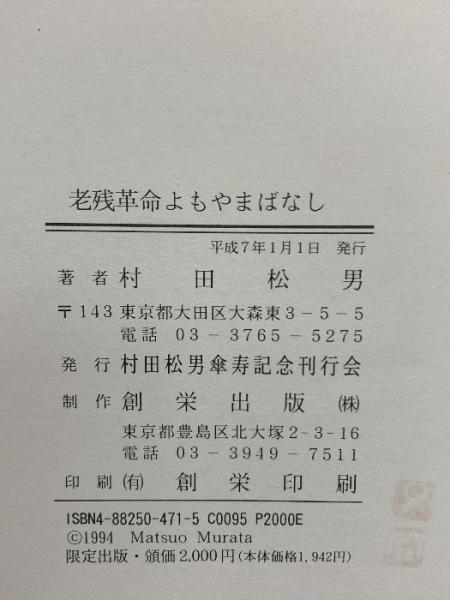 老残革命よもやまばなし
平成7年1月1日　発行
著者　村田松男
〒143 東京都大田区大森東3－5－5
電話　03－3765－5275
発行　村田松男傘寿記念刊行会
制作　創栄出版㈱
東京都豊島区北大塚2-3-16
電話　03－3949－7511
印刷　(有)　創栄印刷
ISBN4-88250-471-5 C0095 P2000E
©1994　Matsuo Murata
限定出版・頒価2,000円(本体価格1,942円)